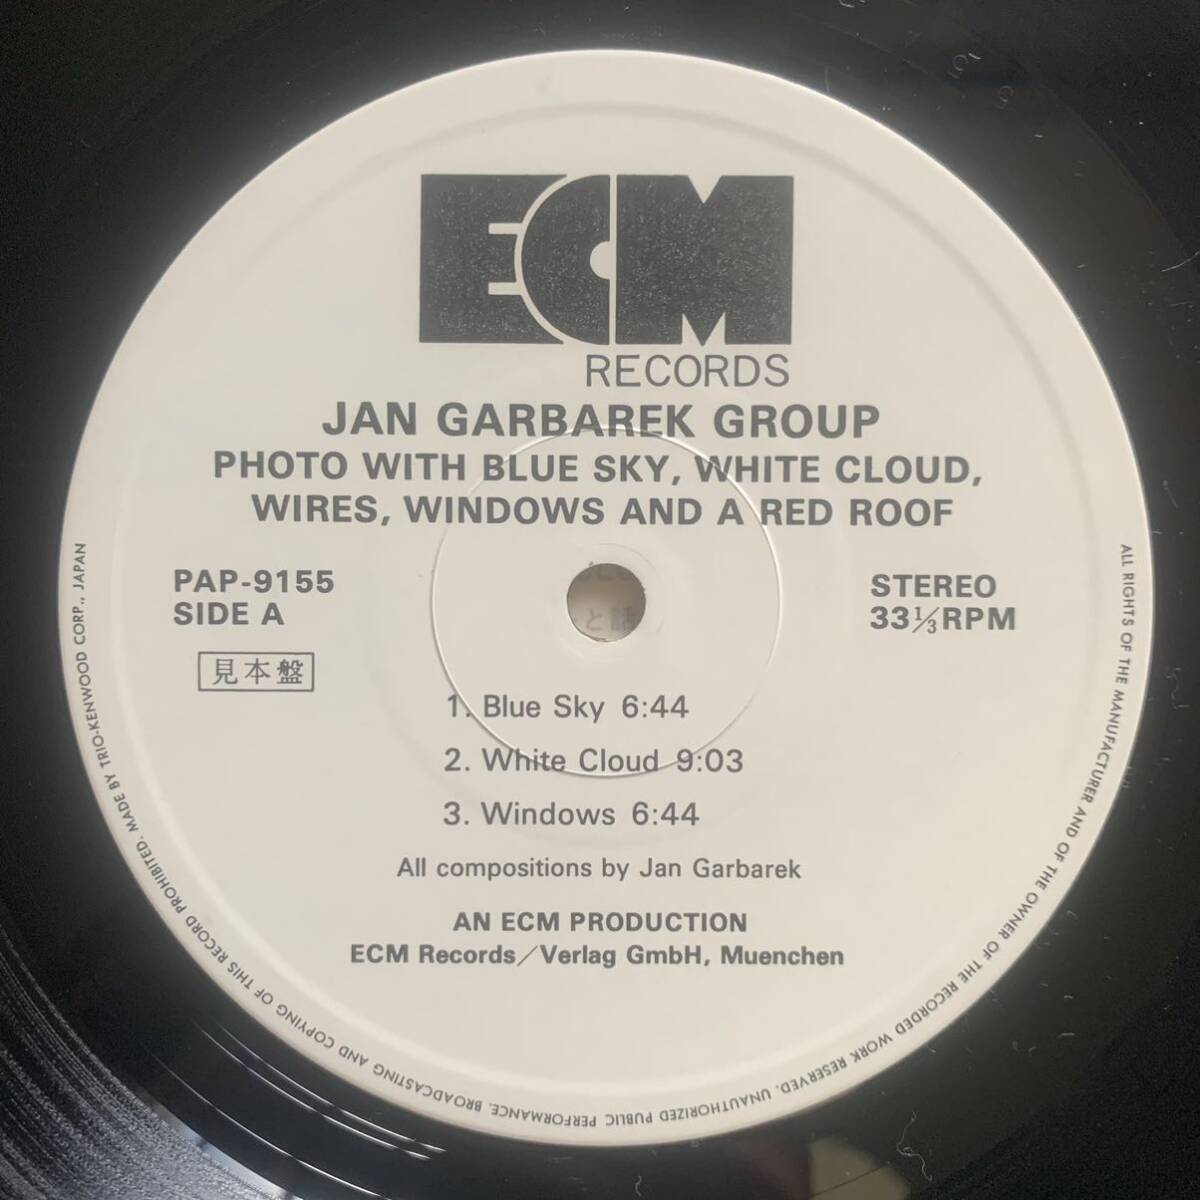 ECM
RECORDS
JAN GARBAREK GROUP
PHOTO WITH BLUE SKY, WHITE CLOUD,
WIRES, WINDOWS AND A RED ROOF
PAP-9155
SIDE A
見本盤
STEREO
33⅓RPM
1. Blue Sky 6:44
2. White Cloud 9:03
3. Windows 6:44
All compositions by Jan Garbarek
AN ECM PRODUCTION
ECM Records/Verlag GmbH, Muenchen
ALL RIGHTS OF THE MANUFACTURER AND OF THE OWNER OF THE RECORDED WORK RESERVED. UNAUTHORIZED PUBLIC PERFORMANCE. BROADCASTING AND COPYING OF THIS RECORD PROHIBITED. MADE BY TRIO-KENWOOD CORP., JAPAN